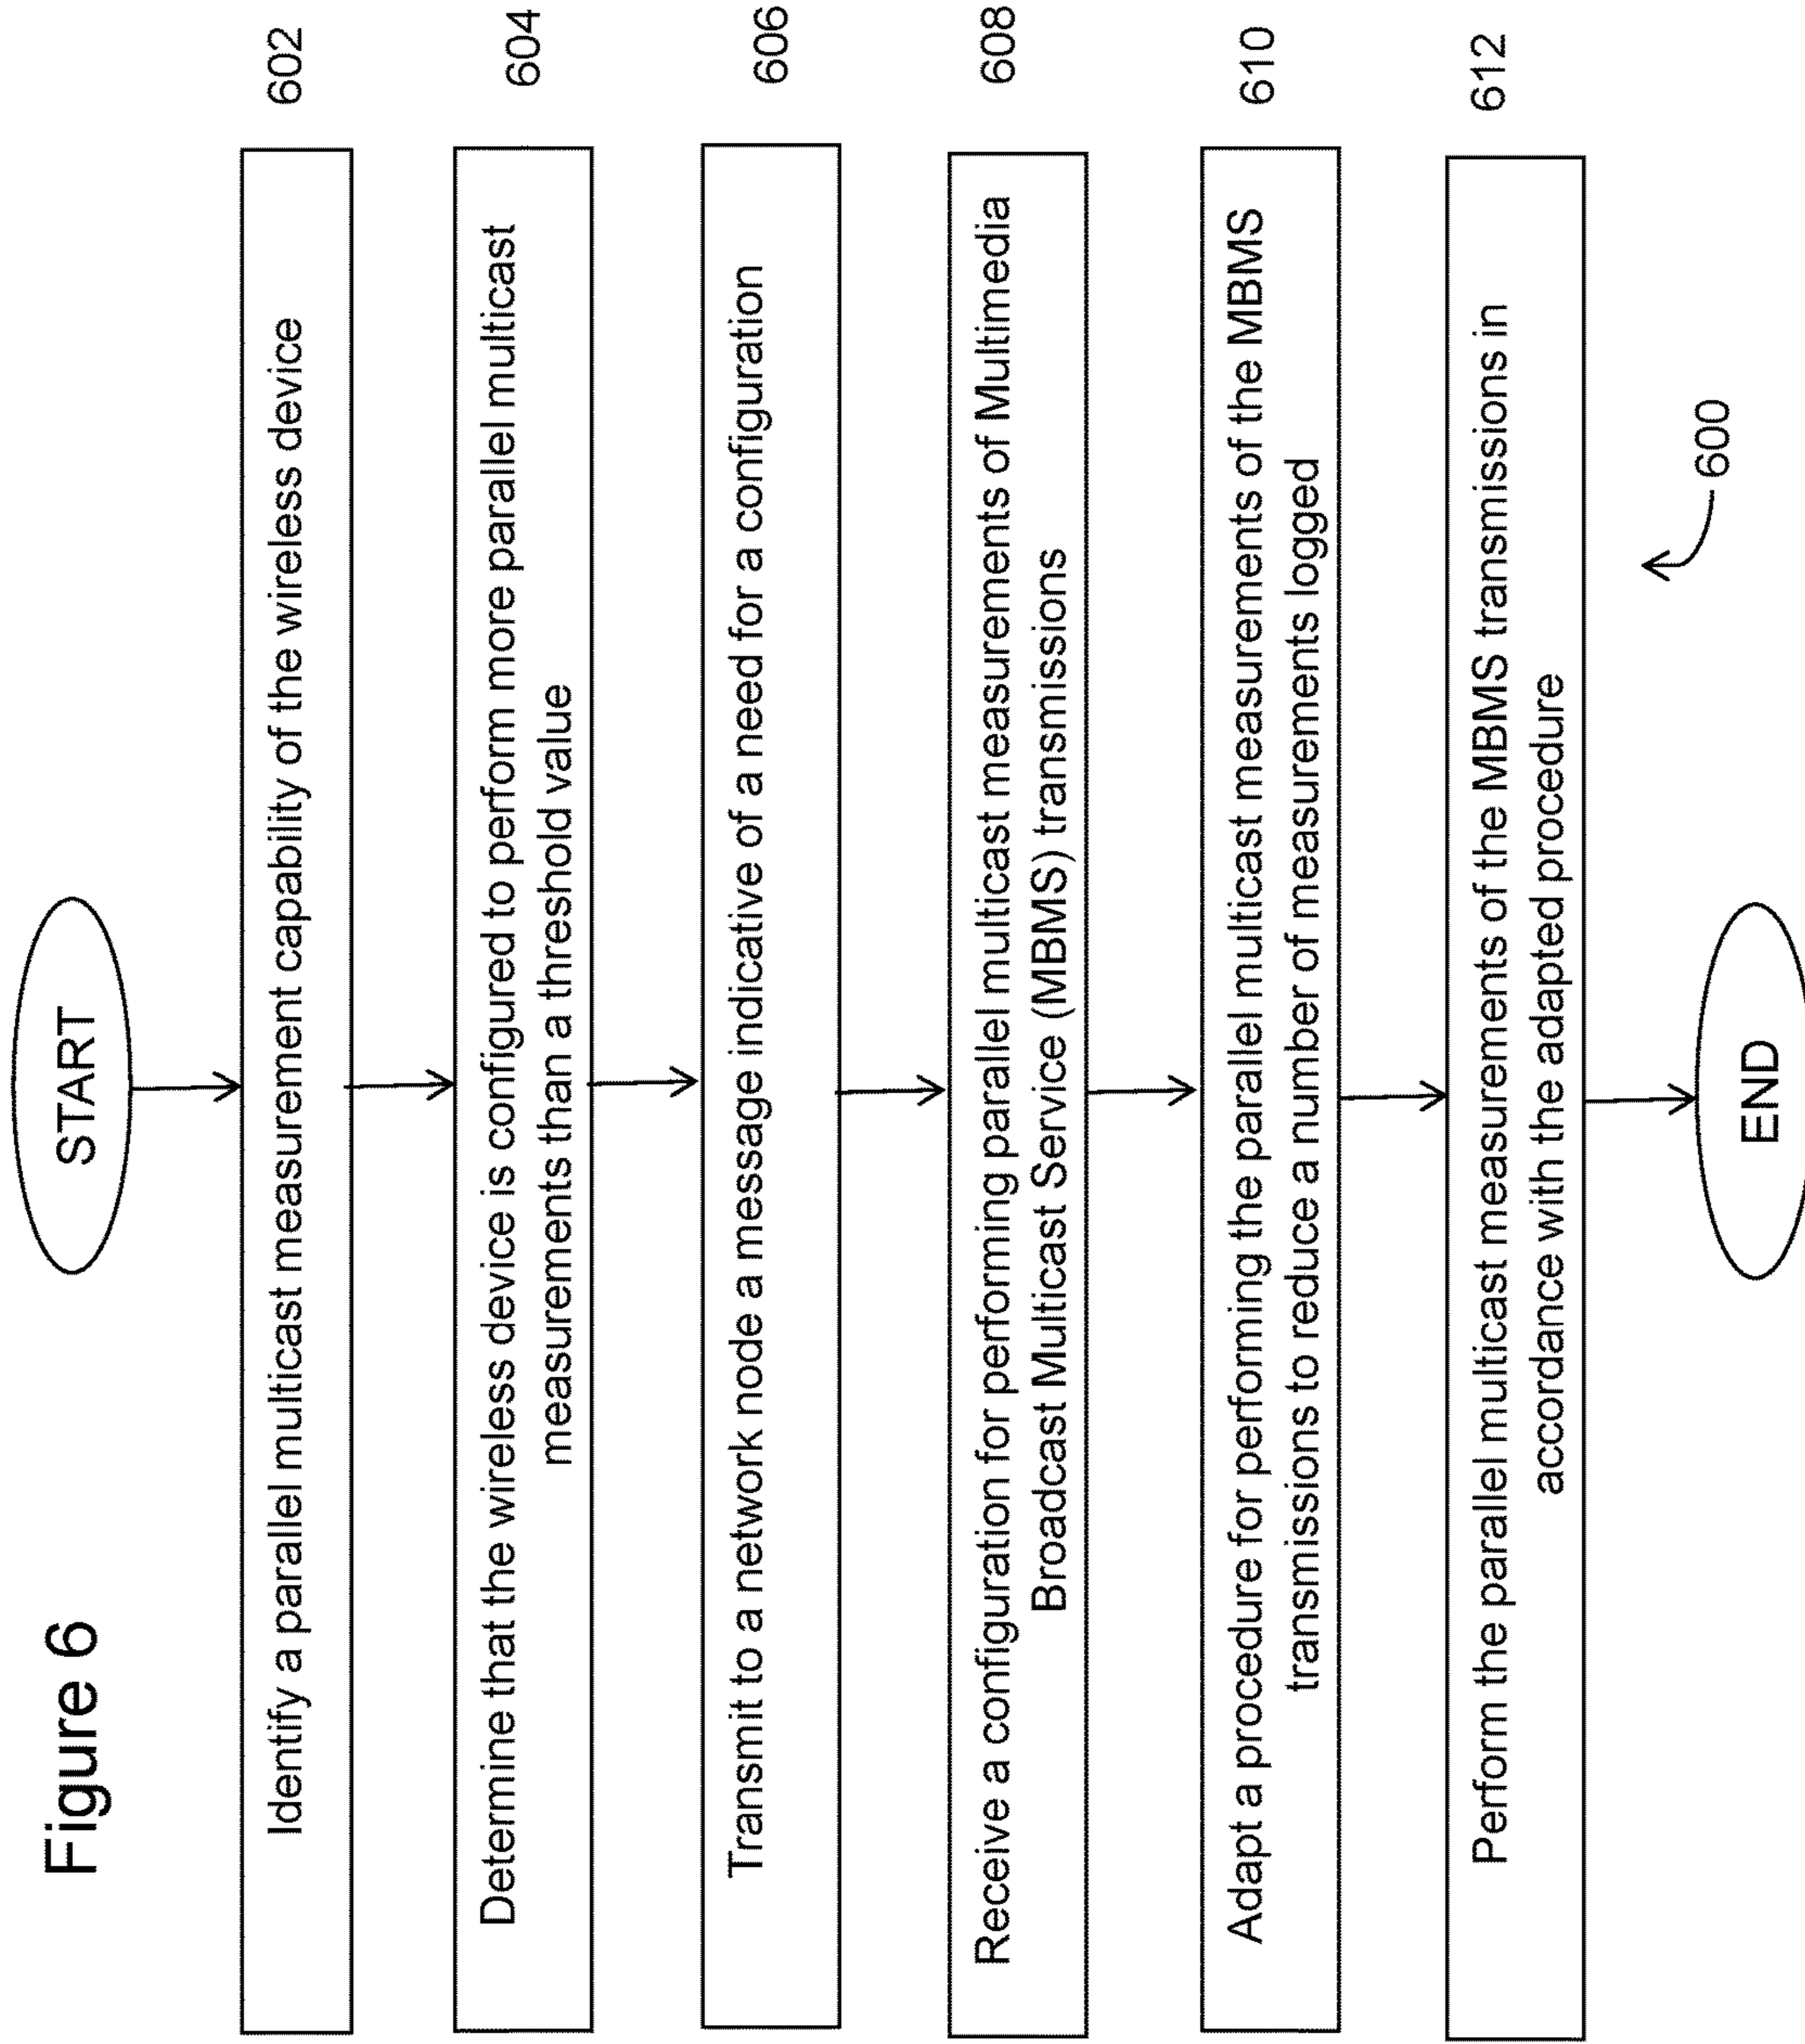 Figure 6
START
Identify a parallel multicast measurement capability of the wireless device
602
Determine that the wireless device is configured to perform more parallel multicast
measurements than a threshold value
604
Transmit to a network node a message indicative of a need for a configuration
606
Receive a configuration for performing parallel multicast measurements of Multimedia
Broadcast Multicast Service (MBMS) transmissions
608
Adapt a procedure for performing the parallel multicast measurements of the MBMS
transmissions to reduce a number of measurements logged
610
Perform the parallel multicast measurements of the MBMS transmissions in
accordance with the adapted procedure
612
600
END